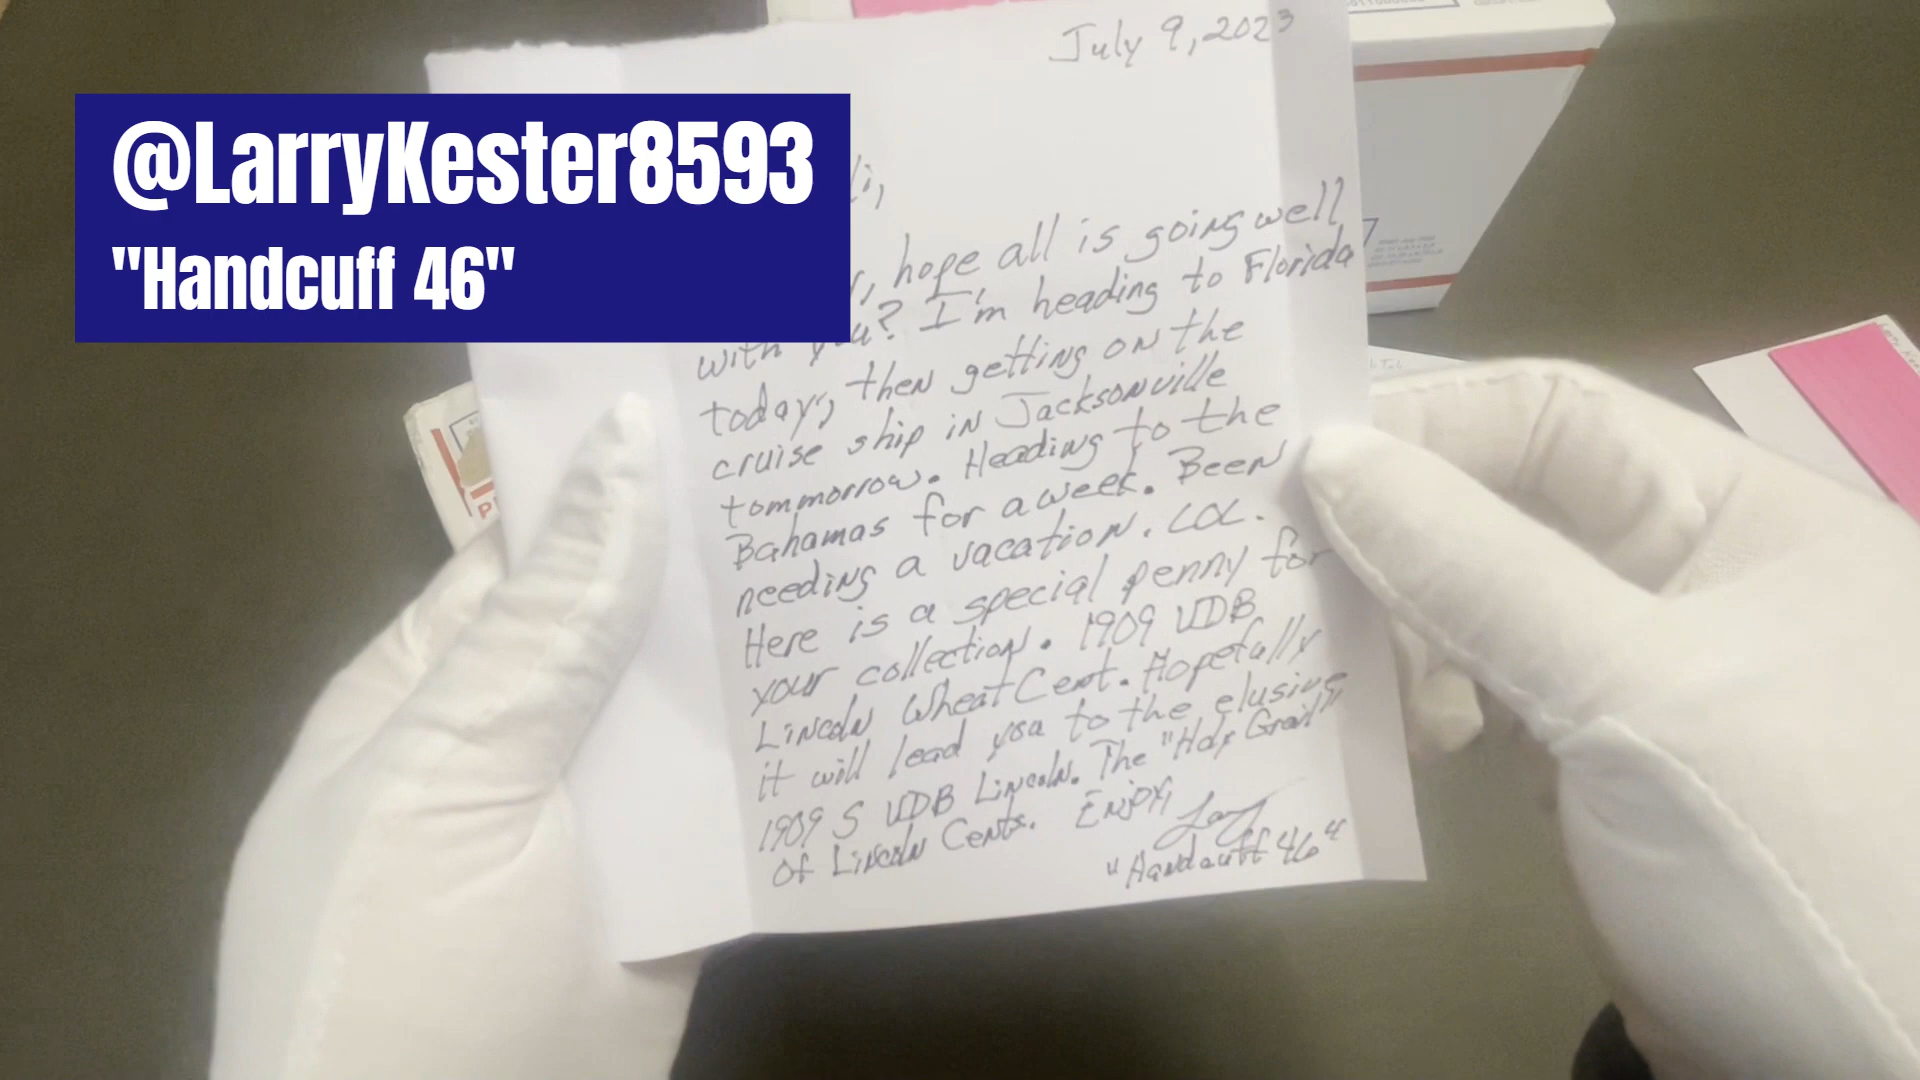 July 9, 2023
@LarryKester8593
"Handcuff 46"
hope all is going well
with you? I'm heading to Florida
today, then getting on the
cruise ship in Jacksonville
tommorrow. Heading to the
Bahamas for a week. Been
needing a vacation. LOL.
Here is a special penny for
your collection. 1909 VDB
Lincoln Wheat Cent. Hopefully
it will lead you to the elusive
1909 S VDB Lincoln. The "Holy Grail"
of Lincoln Cents. Enjoy,
Larry
"Handcuff 46"